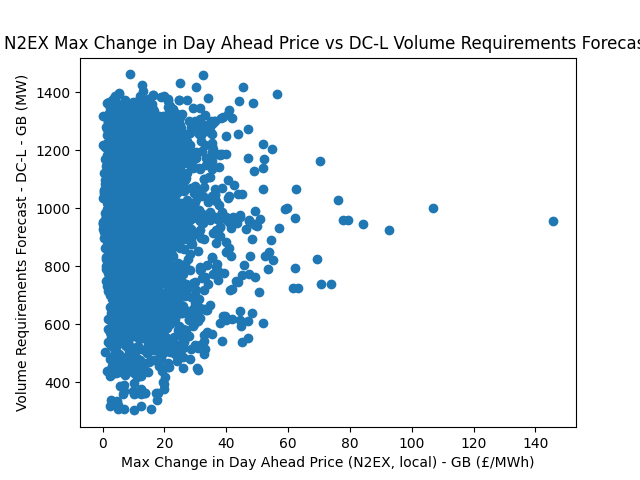 N2EX Max Change in Day Ahead Price vs DC-L Volume Requirements Forecas
1400
1200
1000
800
600
400
Volume Requirements Forecast - DC-L - GB (MW)
0 20 40 60 80 100 120 140
Max Change in Day Ahead Price (N2EX, local) - GB (£/MWh)